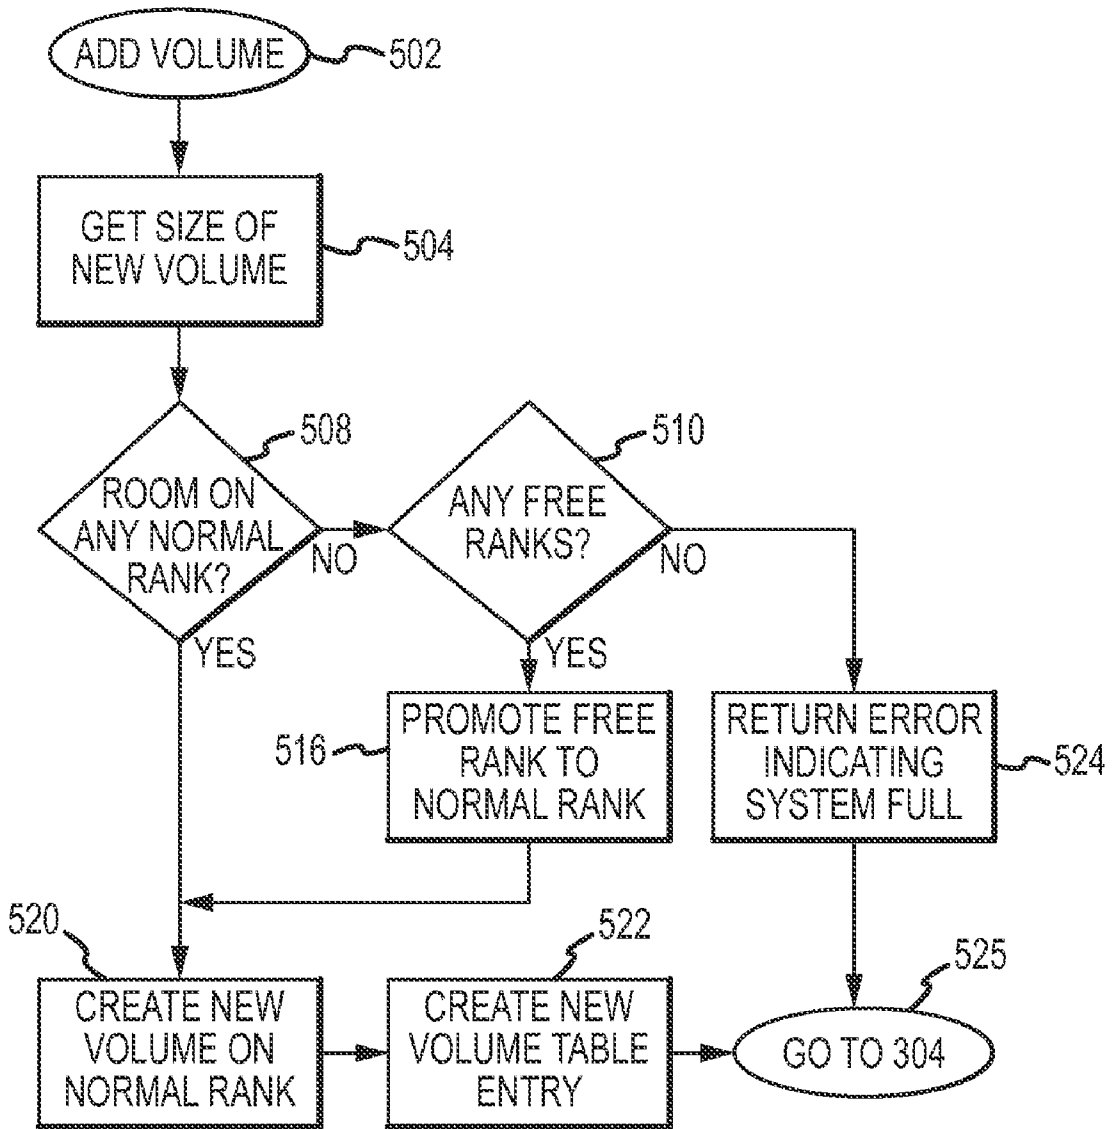 ADD VOLUME
502
GET SIZE OF
NEW VOLUME
504
508
ROOM ON
ANY NORMAL
RANK?
NO
YES
510
ANY FREE
RANKS?
NO
YES
516
PROMOTE FREE
RANK TO
NORMAL RANK
RETURN ERROR
INDICATING
SYSTEM FULL
524
520
CREATE NEW
VOLUME ON
NORMAL RANK
522
CREATE NEW
VOLUME TABLE
ENTRY
525
GO TO 304